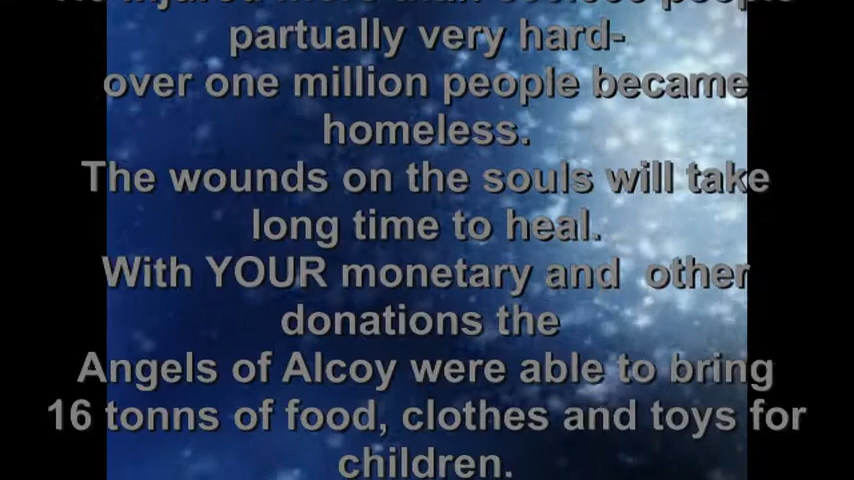 partually very hard-
over one million people became
homeless.
The wounds on the souls will take
long time to heal.
With YOUR monetary and  other
donations the
Angels of Alcoy were able to bring
16 tonns of food, clothes and toys for
children.